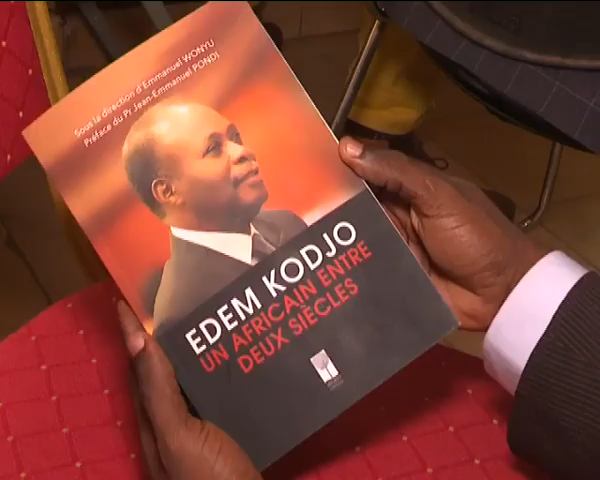 Sous la direction d'Emmanuel WONYU
Préface du Pr Jean-Emmanuel PONDI
EDEM KODJO
UN AFRICAIN ENTRE
DEUX SIÈCLES